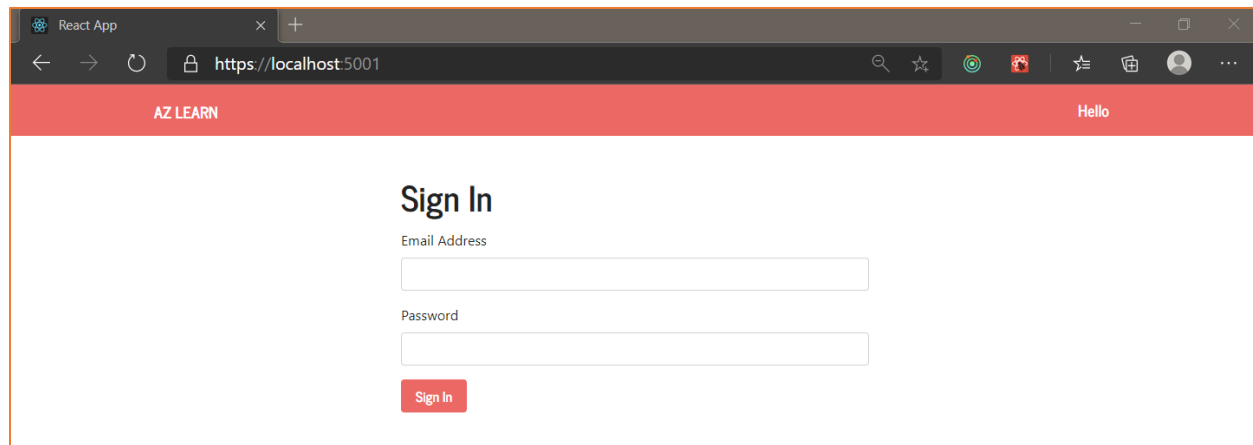 React App
https://localhost:5001
AZ LEARN Hello
Sign In
Email Address
Password
Sign In